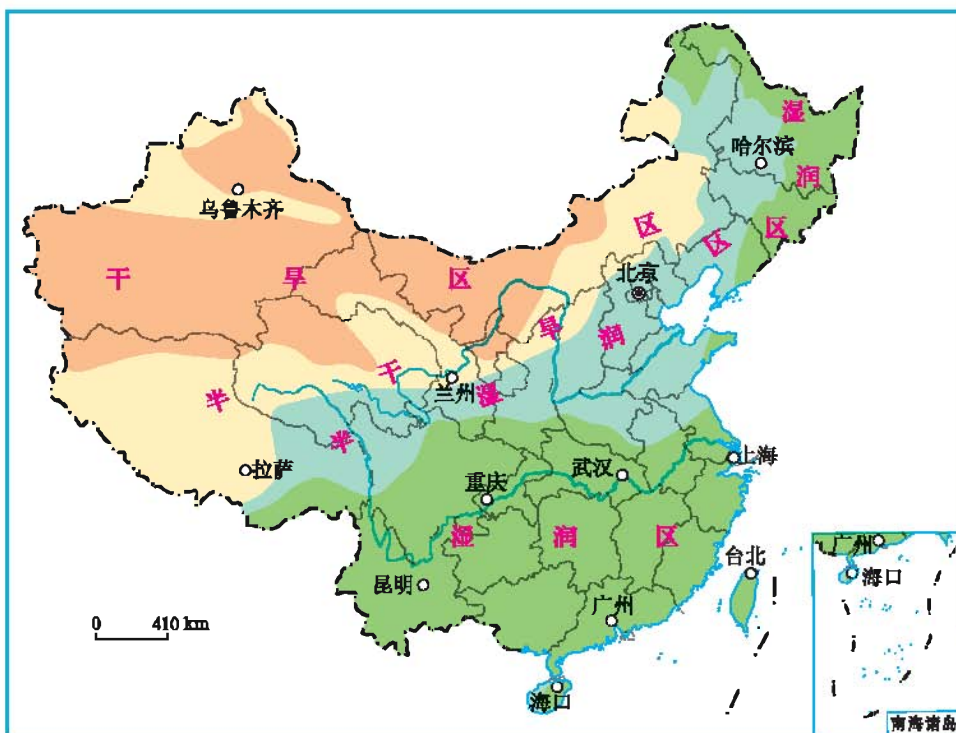 湿
哈尔滨
润
乌鲁木齐
区
区
区
干
旱
区
北京
旱
润
干
兰州
湿
半
半
拉萨
重庆
武汉
上海
湿
润
区
台北
昆明
广州
0 410 km
海口
广州
海口
南海诸岛